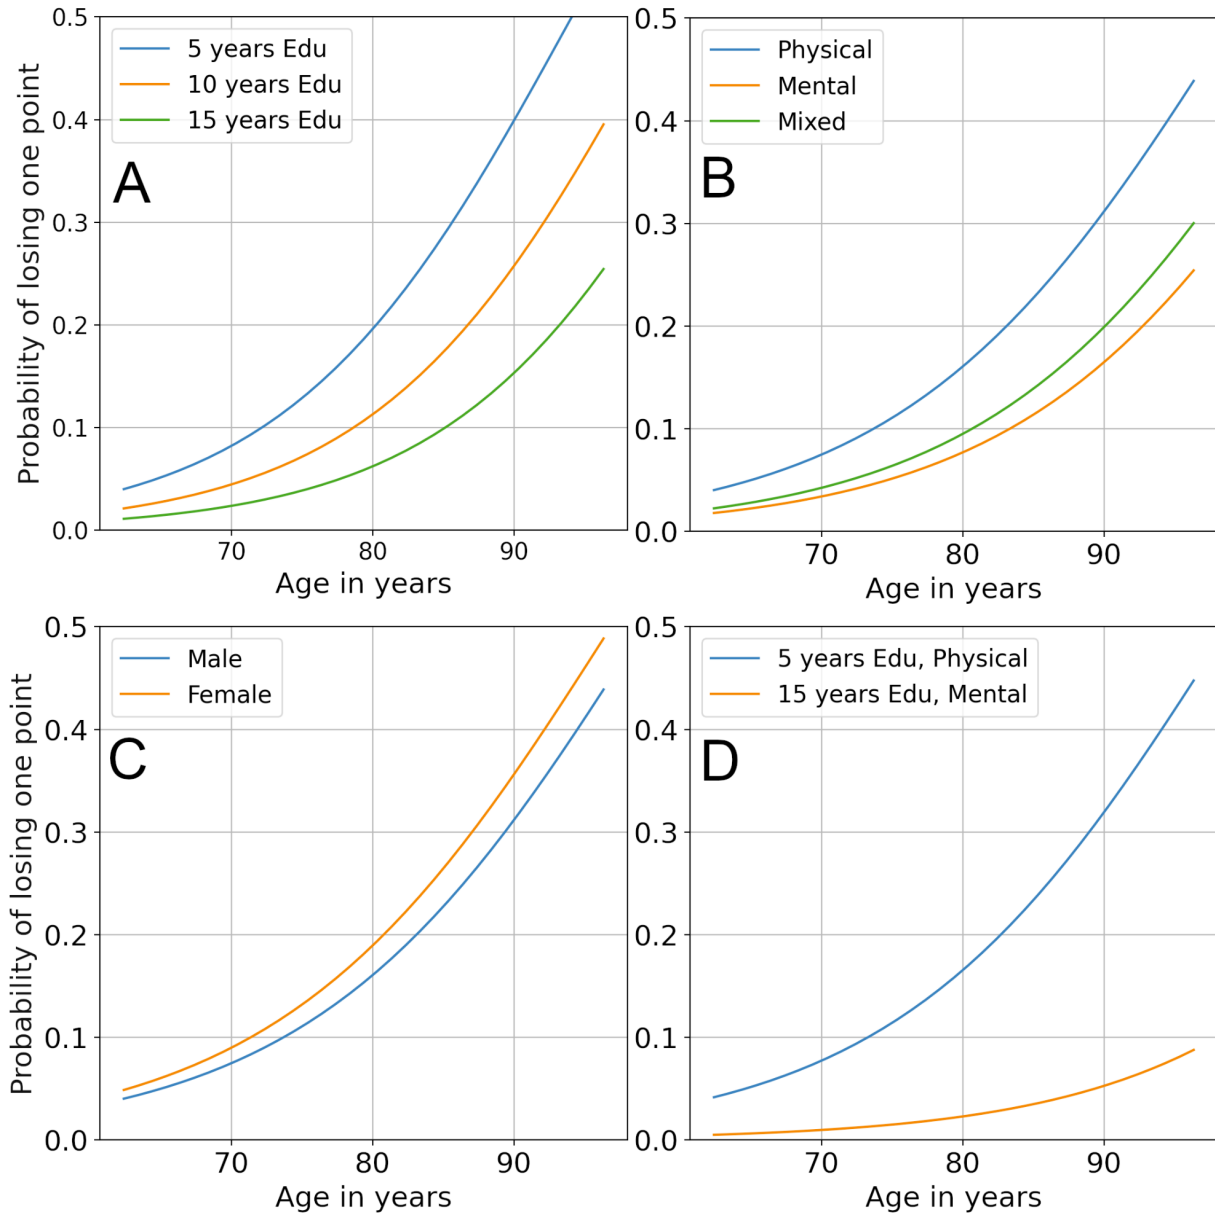 0.5
0.4
0.3
0.2
0.1
0.0
Probability of losing one point
5 years Edu
10 years Edu
15 years Edu
A
70 80 90
Age in years
0.5
0.4
0.3
0.2
0.1
0.0
Physical
Mental
Mixed
B
70 80 90
Age in years
0.5
0.4
0.3
0.2
0.1
0.0
Probability of losing one point
Male
Female
C
70 80 90
Age in years
0.5
0.4
0.3
0.2
0.1
0.0
5 years Edu, Physical
15 years Edu, Mental
D
70 80 90
Age in years